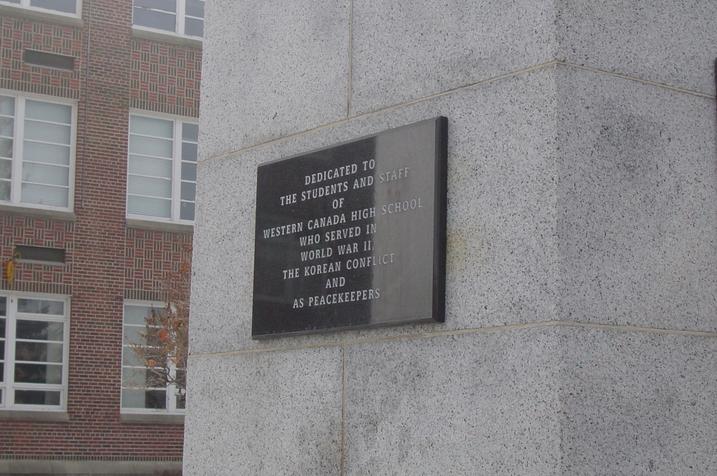 DEDICATED TO
THE STUDENTS AND STAFF
OF
WESTERN CANADA HIGH SCHOOL
WHO SERVED IN
WORLD WAR II,
THE KOREAN CONFLICT
AND
AS PEACEKEEPERS